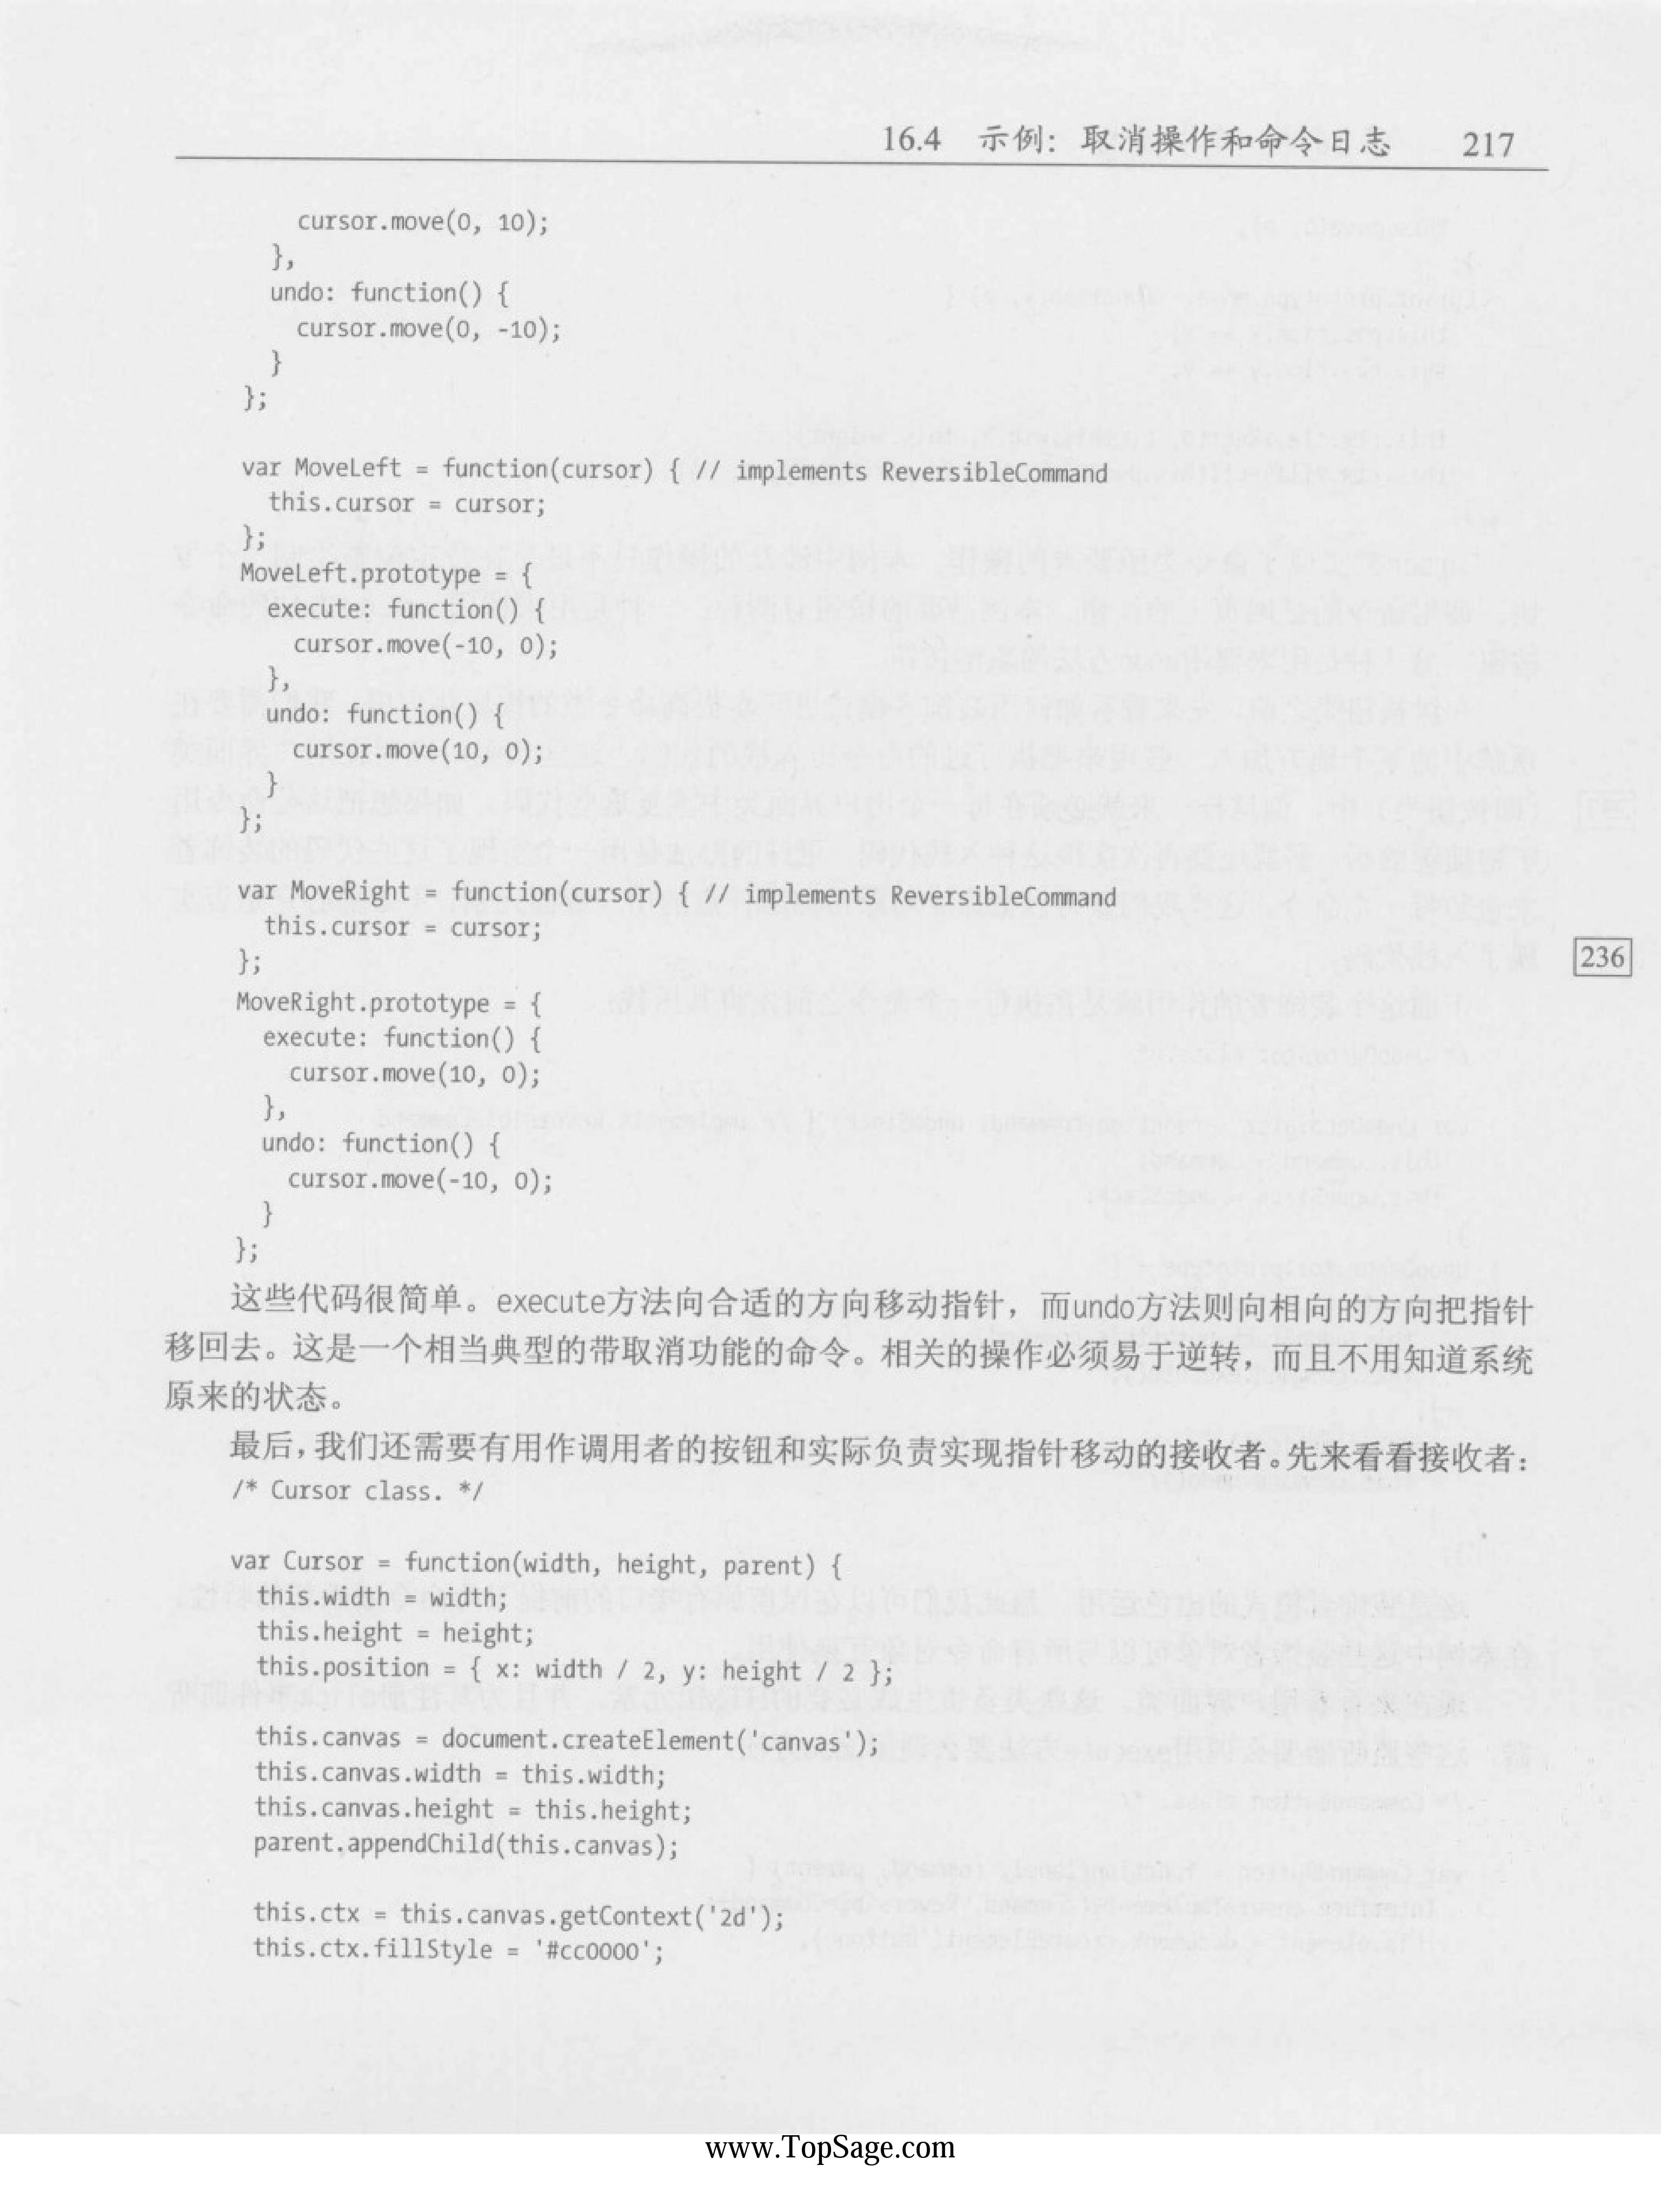 16.4 示例：取消操作和命令日志 217
    cursor.move(0, 10);
  },
  undo: function() {
    cursor.move(0, -10);
  }
};
var MoveLeft = function(cursor) { // implements ReversibleCommand
  this.cursor = cursor;
};
MoveLeft.prototype = {
  execute: function() {
    cursor.move(-10, 0);
  },
  undo: function() {
    cursor.move(10, 0);
  }
};
var MoveRight = function(cursor) { // implements ReversibleCommand
  this.cursor = cursor;
236
};
MoveRight.prototype = {
  execute: function() {
    cursor.move(10, 0);
  },
  undo: function() {
    cursor.move(-10, 0);
  }
};
这些代码很简单。execute方法向合适的方向移动指针，而undo方法则向相向的方向把指针
移回去。这是一个相当典型的带取消功能的命令。相关的操作必须易于逆转，而且不用知道系统
原来的状态。
最后，我们还需要有用作调用者的按钮和实际负责实现指针移动的接收者。先来看看接收者：
/* Cursor class. */
var Cursor = function(width, height, parent) {
  this.width = width;
  this.height = height;
  this.position = { x: width / 2, y: height / 2 };
  this.canvas = document.createElement('canvas');
  this.canvas.width = this.width;
  this.canvas.height = this.height;
  parent.appendChild(this.canvas);
  this.ctx = this.canvas.getContext('2d');
  this.ctx.fillStyle = '#cc0000';
www.TopSage.com